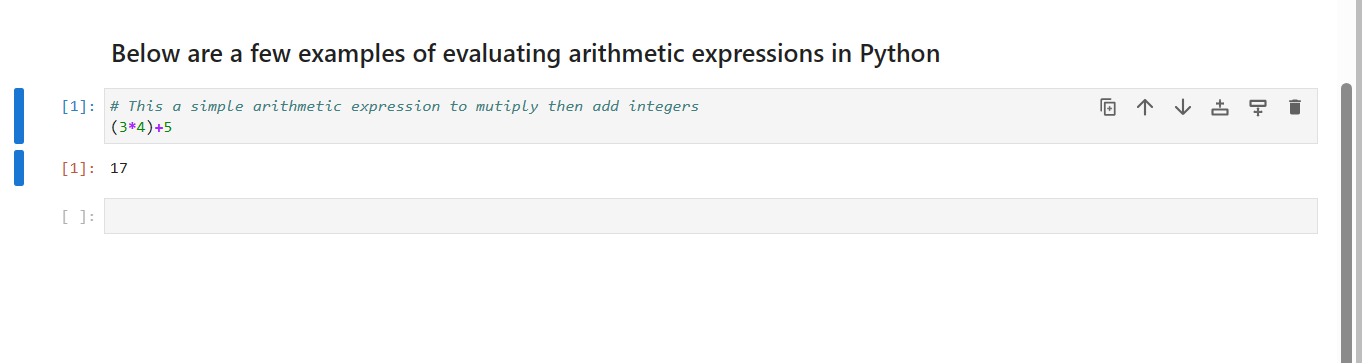 Below are a few examples of evaluating arithmetic expressions in Python
[1]: # This a simple arithmetic expression to mutiply then add integers
(3*4)+5
[1]: 17
[ ]: